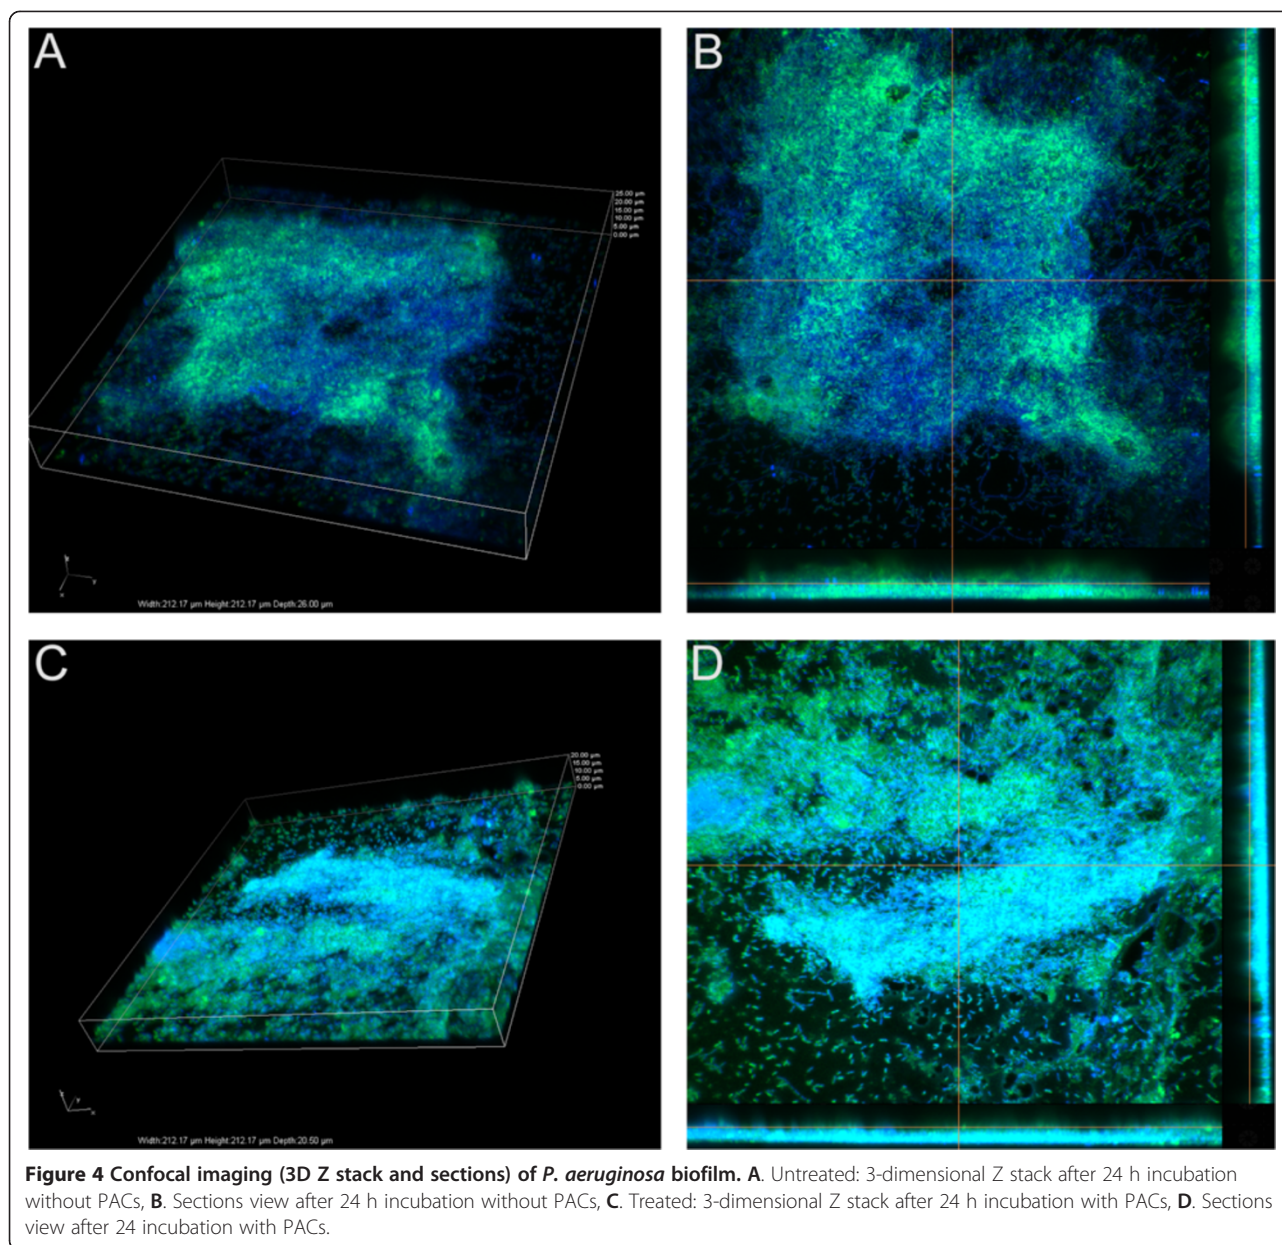 A
B
25.00 µm
20.00 µm
15.00 µm
10.00 µm
5.00 µm
0.00 µm
x
Width:212.17 µm Height:212.17 µm Depth:26.00 µm
C
D
20.00 µm
15.00 µm
10.00 µm
5.00 µm
0.00 µm
x
Width:212.17 µm Height:212.17 µm Depth:20.50 µm
Figure 4 Confocal imaging (3D Z stack and sections) of P. aeruginosa biofilm. A. Untreated: 3-dimensional Z stack after 24 h incubation
without PACs, B. Sections view after 24 h incubation without PACs, C. Treated: 3-dimensional Z stack after 24 h incubation with PACs, D. Sections
view after 24 incubation with PACs.